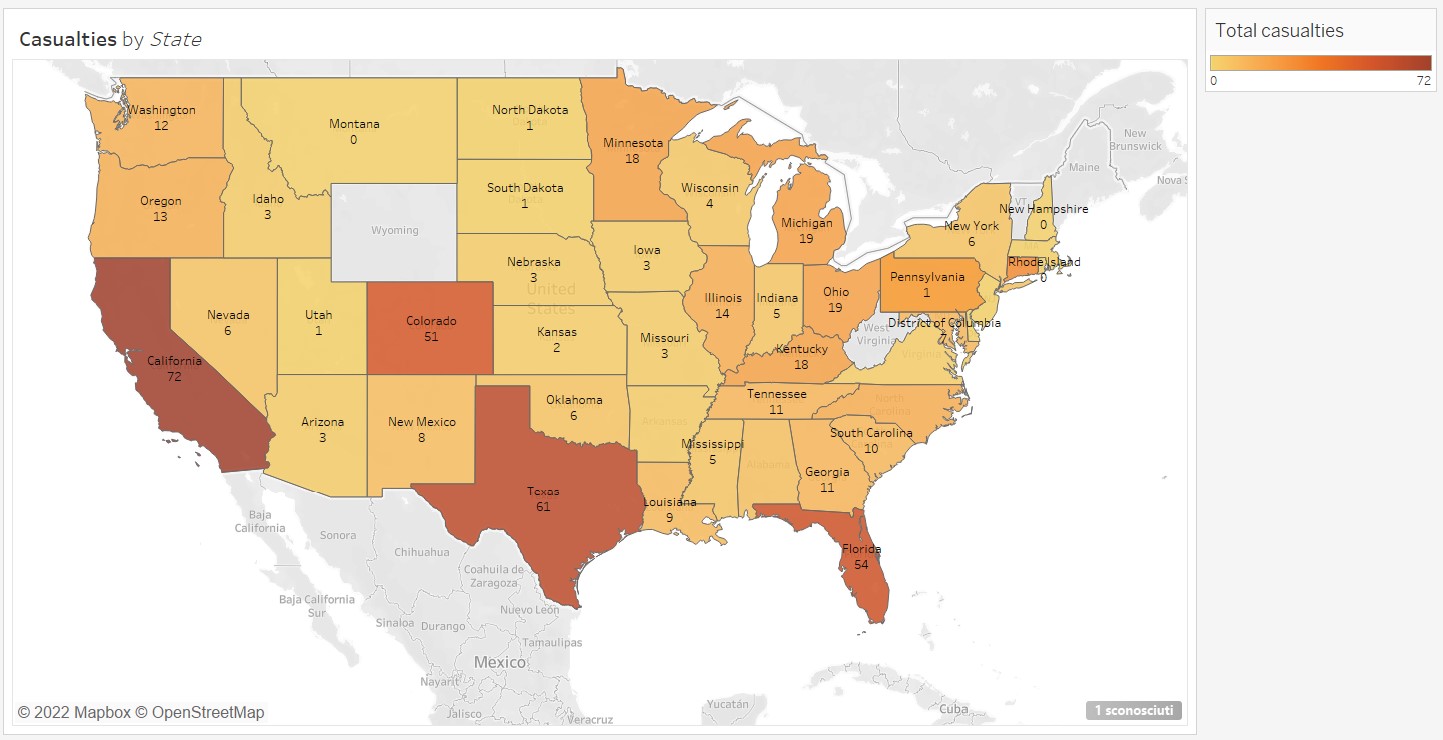 Casualties by State
Total casualties
0 72
Washington
12
Montana
0
North Dakota
1
Minnesota
18
New
Brunswick
Maine
Oregon
13
Idaho
3
South Dakota
1
Wisconsin
4
Michigan
19
VT
New Hampshire
0
New York
6
Wyoming
Nebraska
3
Iowa
3
MA
Rhode Island
0
Pennsylvania
1
United
States
Nevada
6
Utah
1
Colorado
51
Kansas
2
Missouri
3
Illinois
14
Indiana
5
Ohio
19
West
Virginia
District of Columbia
7
Virginia
Kentucky
18
California
72
Arizona
3
New Mexico
8
Oklahoma
6
Arkansas
Tennessee
11
North
Carolina
South Carolina
10
Mississippi
5
Alabama
Georgia
11
Texas
61
Louisiana
9
Florida
54
Baja
California
Sonora
Chihuahua
Coahuila de
Zaragoza
Baja California
Sur
Sinaloa
Durango
Nuevo León
Tamaulipas
Mexico
Nayarit
Jalisco
Veracruz
Yucatán
Cuba
© 2022 Mapbox © OpenStreetMap
1 sconosciuti